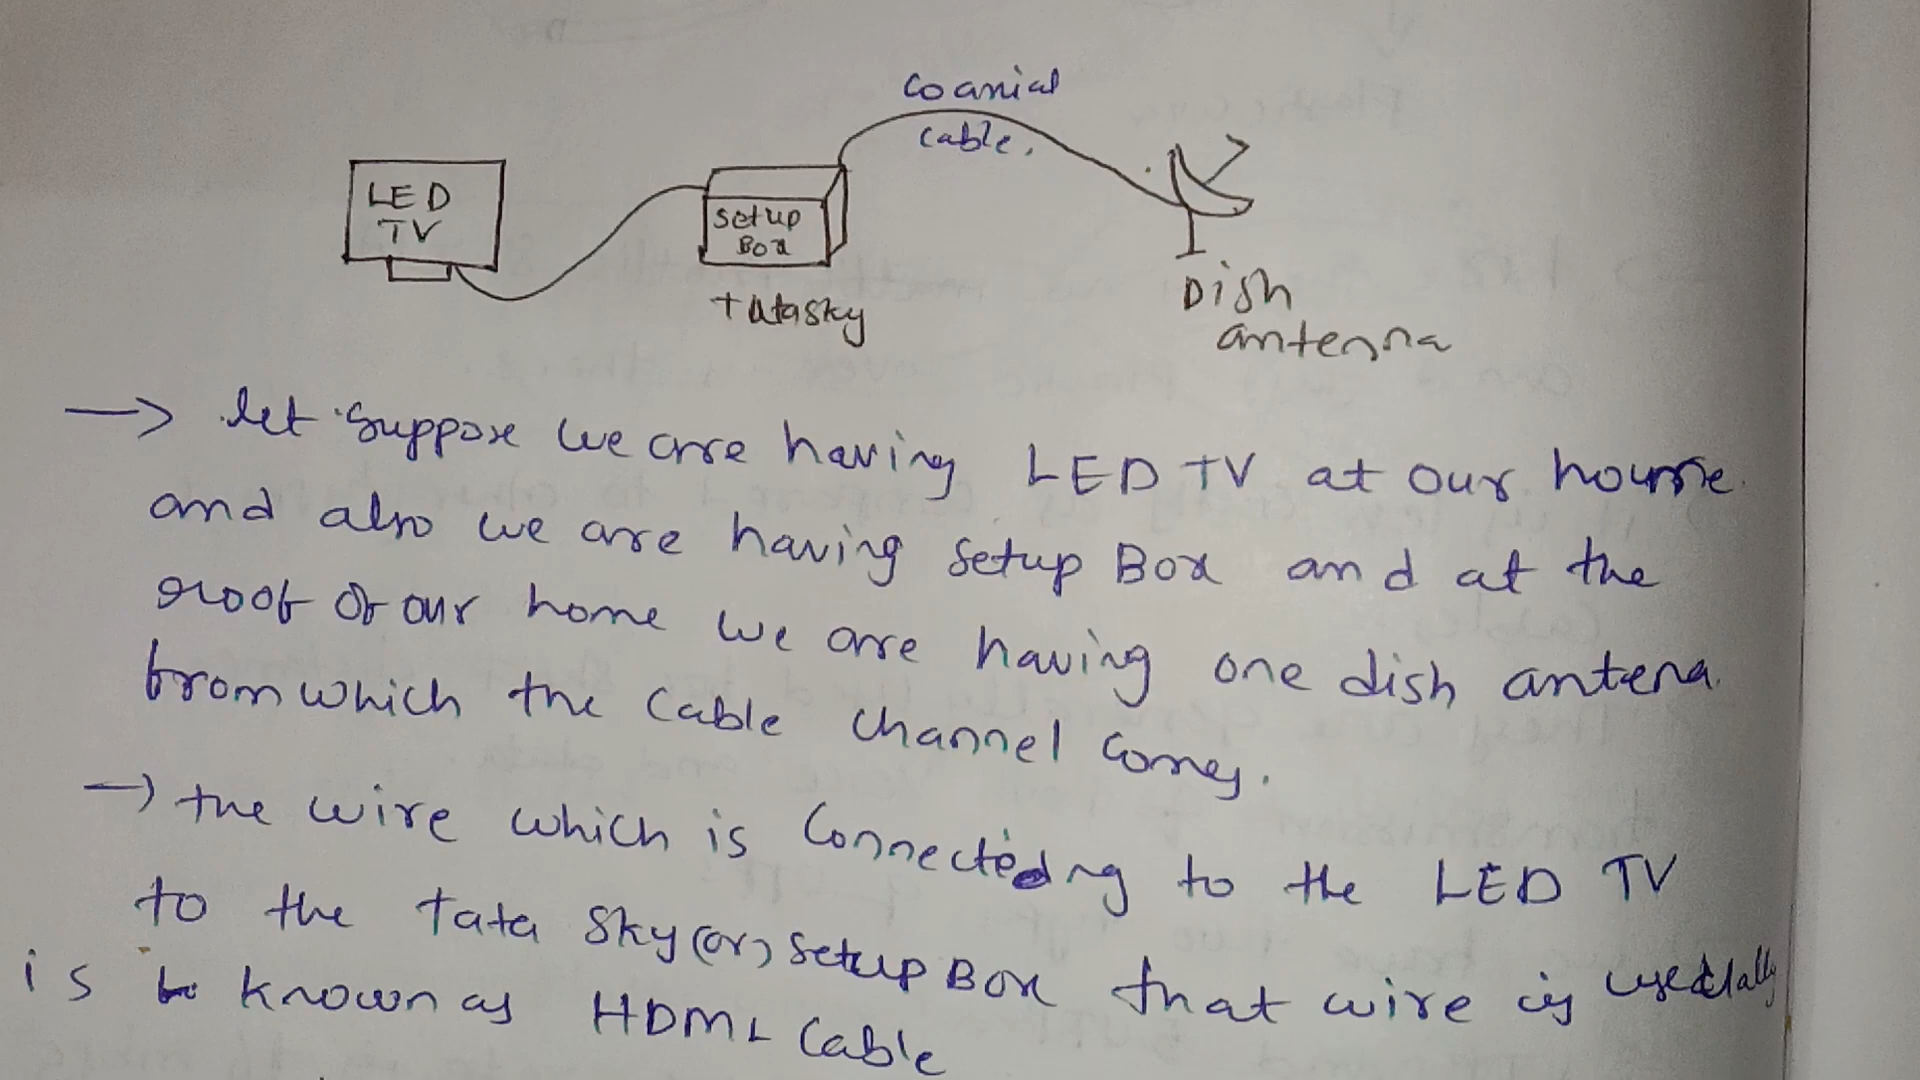 coaxial
cable.
LED
TV
setup
Box
tatasky
Dish
antenna
→ let suppose we are having LED TV at our house
and also we are having setup Box and at the
roof of our home we are having one dish antena.
from which the cable channel comes.
→ the wire which is connecting to the LED TV
to the tata sky (or) setup Box that wire is usually
is known as HDMI cable